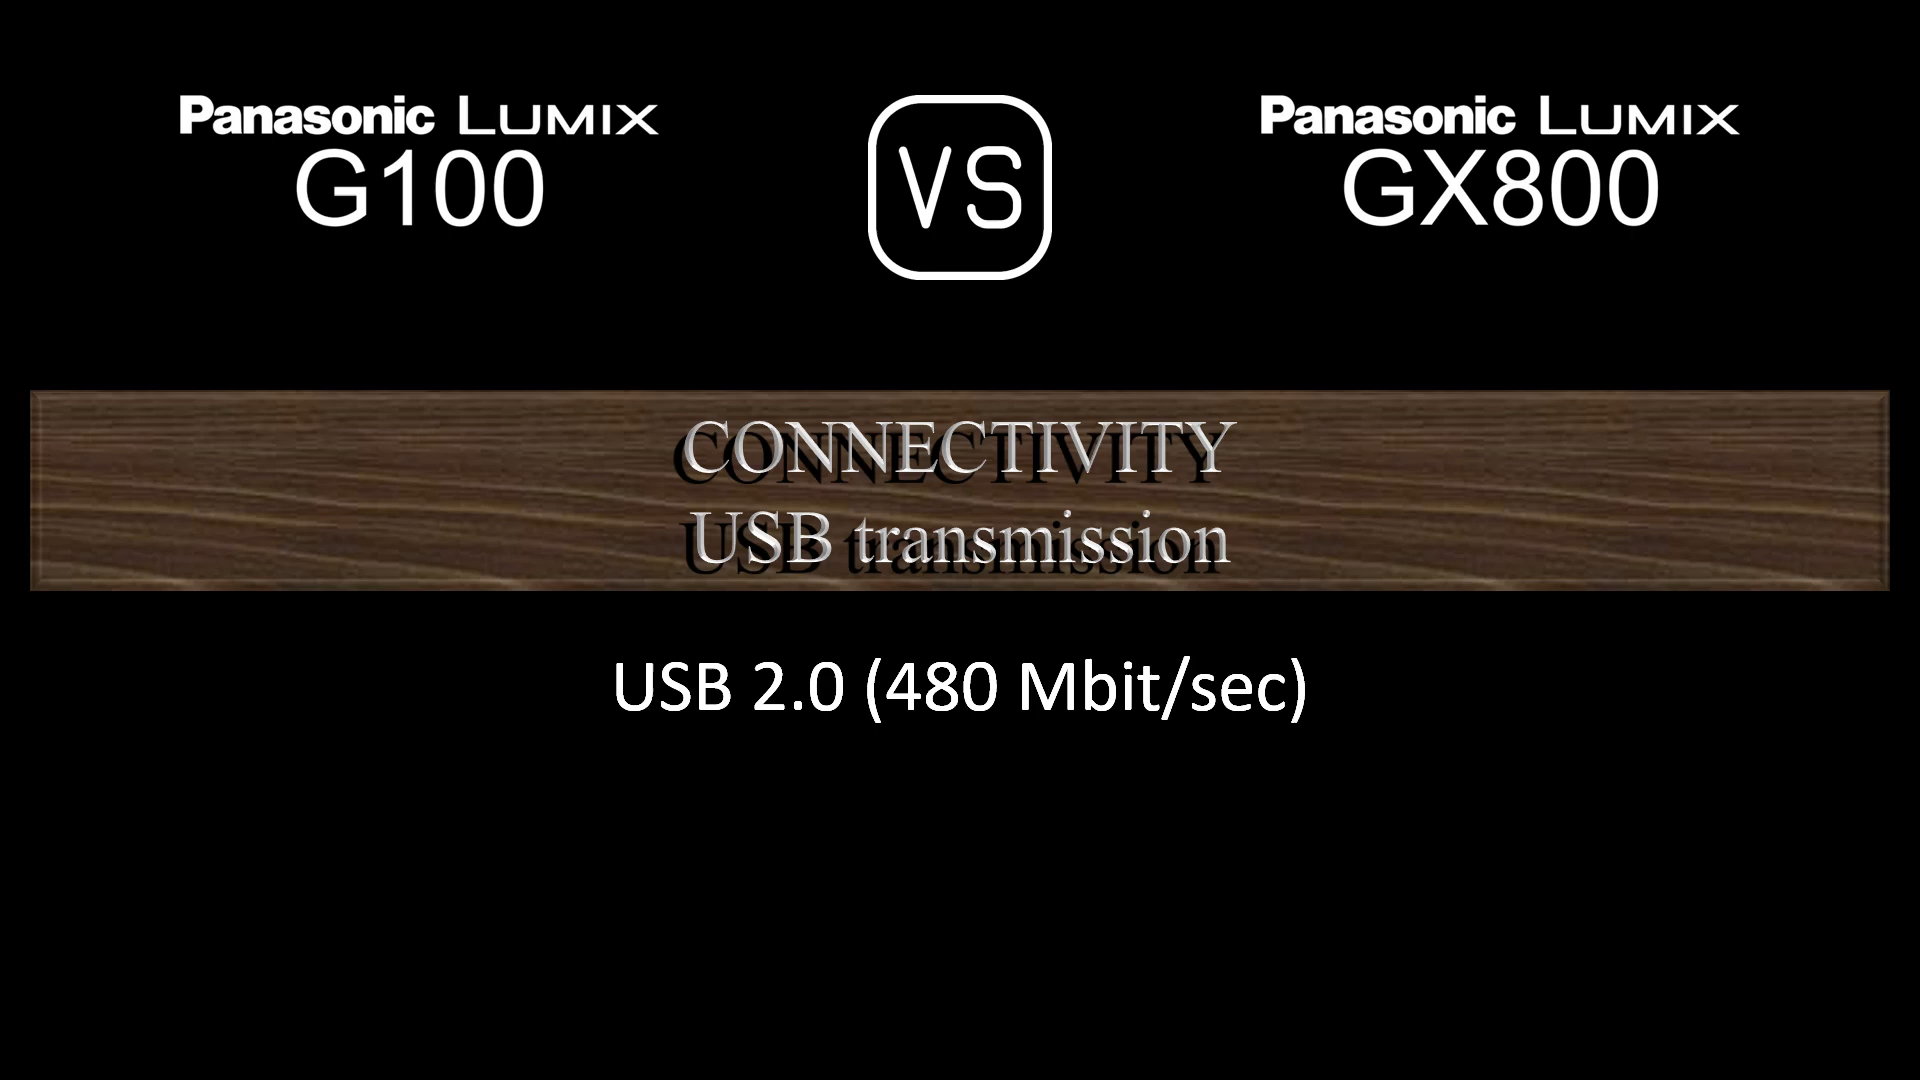 Panasonic LUMIX
G100
VS
Panasonic LUMIX
GX800
CONNECTIVITY
USB transmission
USB 2.0 (480 Mbit/sec)